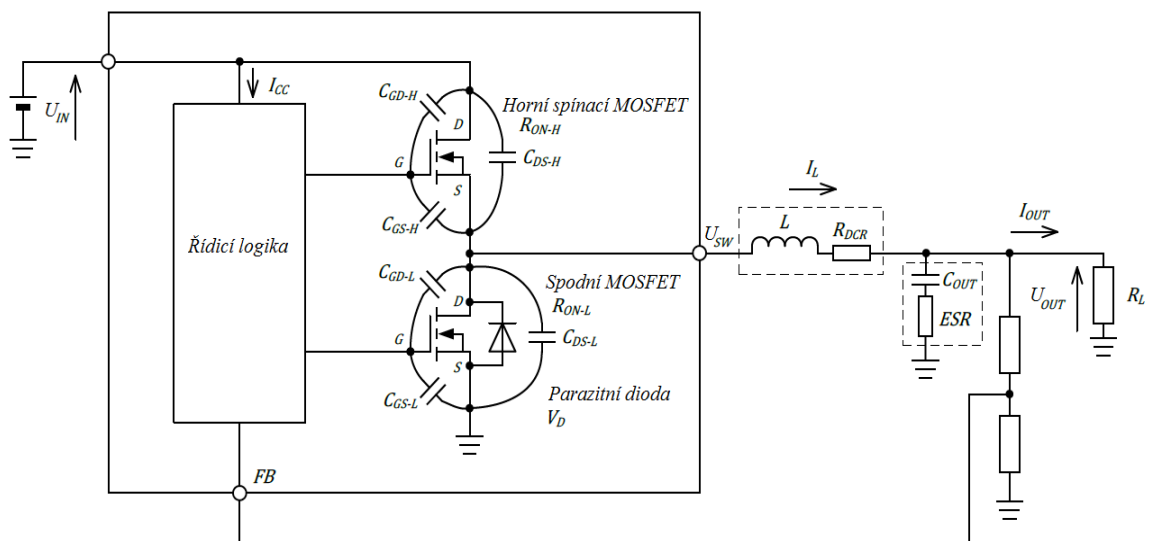 U_IN
I_CC
C_GD-H
D
G
S
C_GS-H
Horní spínací MOSFET
R_ON-H
C_DS-H
Řídicí logika
C_GD-L
D
G
S
C_GS-L
Spodní MOSFET
R_ON-L
C_DS-L
Parazitní dioda
V_D
FB
U_SW
I_L
L
R_DCR
I_OUT
C_OUT
ESR
U_OUT
R_L